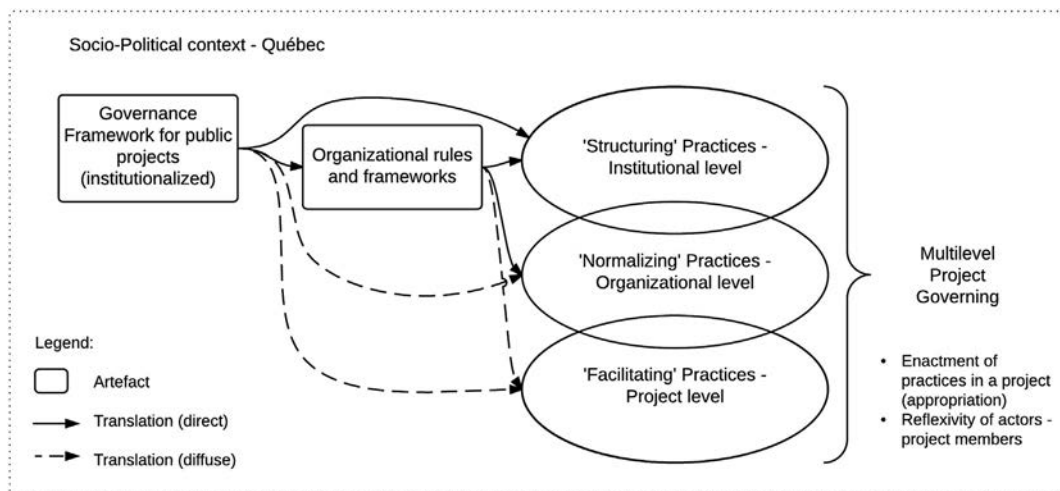 Socio-Political context - Québec
Governance
Framework for public
projects
(institutionalized)
Organizational rules
and frameworks
'Structuring' Practices -
Institutional level
'Normalizing' Practices -
Organizational level
'Facilitating' Practices -
Project level
Multilevel
Project
Governing
• Enactment of
practices in a project
(appropriation)
• Reflexivity of actors -
project members
Legend:
Artefact
Translation (direct)
Translation (diffuse)